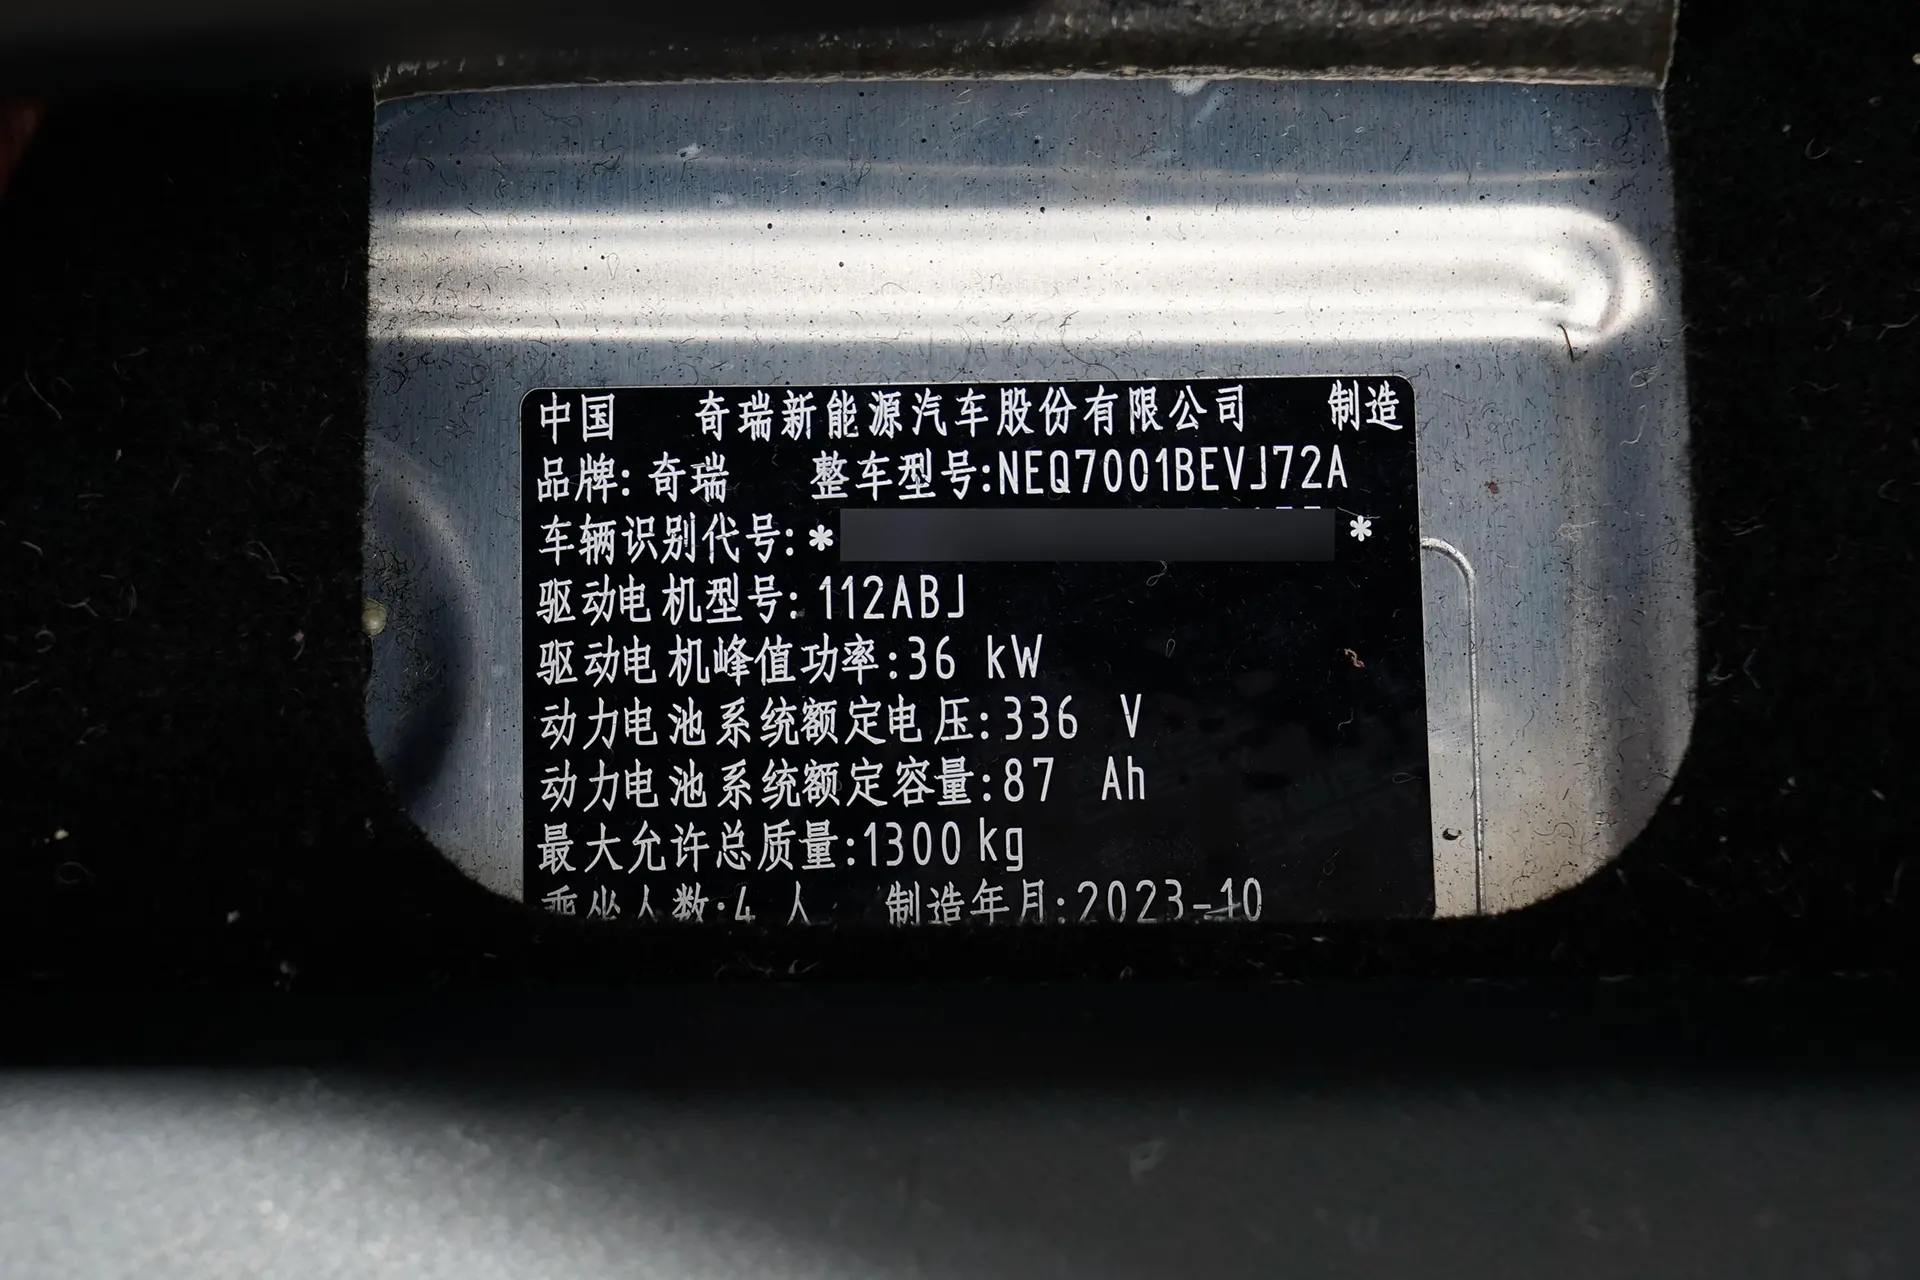 中国 奇瑞新能源汽车股份有限公司 制造
品牌:奇瑞 整车型号:NEQ7001BEVJ72A
车辆识别代号:* *
驱动电机型号:112ABJ
驱动电机峰值功率:36 kW
动力电池系统额定电压:336 V
动力电池系统额定容量:87 Ah
最大允许总质量:1300kg
乘坐人数:4 人 制造年月:2023-10